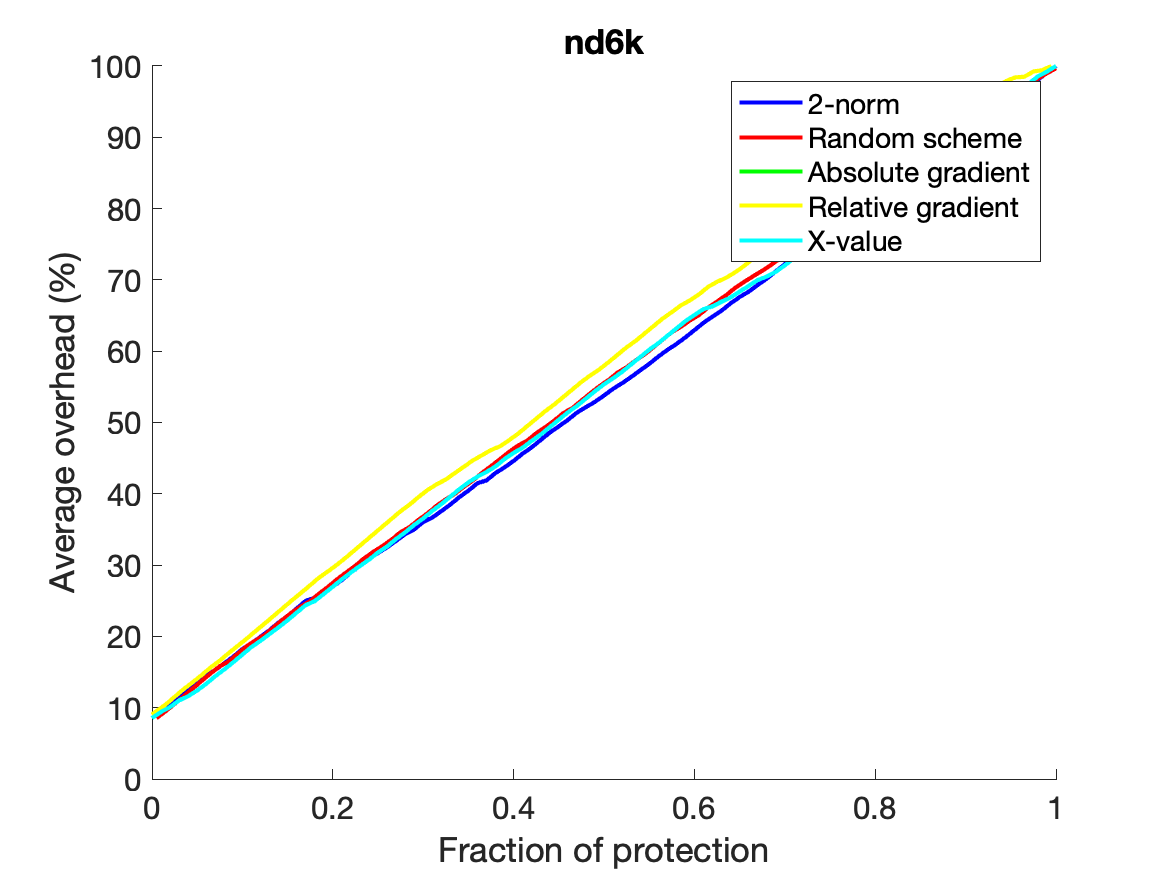 nd6k
100
90
80
70
60
50
40
30
20
10
0
Average overhead (%)
2-norm
Random scheme
Absolute gradient
Relative gradient
X-value
0 0.2 0.4 0.6 0.8 1
Fraction of protection